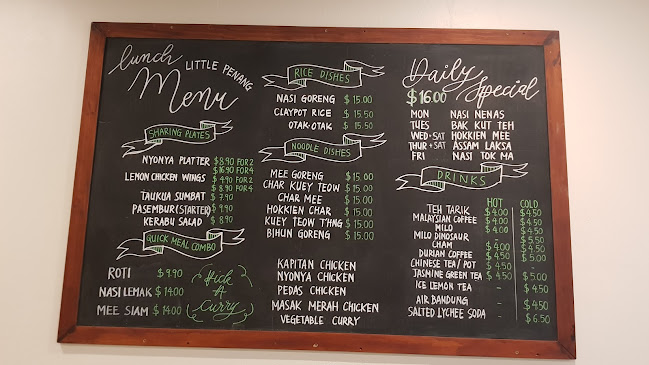 Lunch
LITTLE PENANG
Menu
SHARING PLATES
NYONYA PLATTER $8.90 FOR 2
$16.90 FOR 4
LEMON CHICKEN WINGS $4.90 FOR 2
$8.90 FOR 4
TAUKUA SUMBAT $7.90
PASEMBUR (STARTER) $9.90
KERABU SALAD $8.90
QUICK MEAL COMBO
ROTI $9.90
NASI LEMAK $14.00
MEE SIAM $14.00
Pick
A
Curry
RICE DISHES
NASI GORENG $15.00
CLAYPOT RICE $15.50
OTAK-OTAK $15.50
NOODLE DISHES
MEE GORENG $15.00
CHAR KUEY TEOW $15.00
CHAR MEE $15.00
HOKKIEN CHAR $15.00
KUEY TEOW TH'NG $15.00
BIHUN GORENG $15.00
KAPITAN CHICKEN
NYONYA CHICKEN
PEDAS CHICKEN
MASAK MERAH CHICKEN
VEGETABLE CURRY
Daily Special
$16.00
MON NASI NENAS
TUES BAK KUT TEH
WED+SAT HOKKIEN MEE
THUR+SAT ASSAM LAKSA
FRI NASI TOK MA
DRINKS
HOT COLD
TEH TARIK $4.00 $4.50
MALAYSIAN COFFEE $4.00 $4.50
MILO $4.00 $4.50
MILO DINOSAUR $5.50
CHAM $4.00 $4.50
DURIAN COFFEE $4.50 $5.00
CHINESE TEA / POT $4.50 -
JASMINE GREEN TEA $4.50 $5.00
ICE LEMON TEA - $4.50
AIR BANDUNG - $4.50
SALTED LYCHEE SODA - $6.50